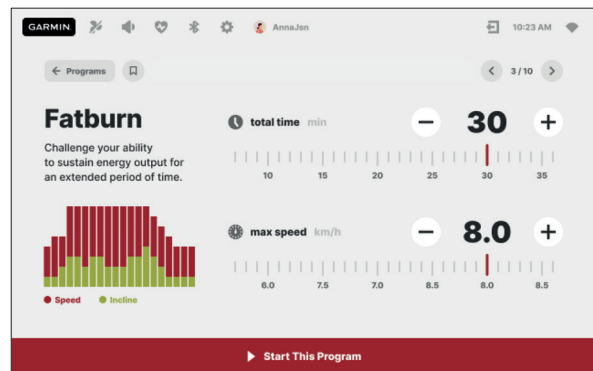 GARMIN.
AnnaJsn
10:23 AM
Programs
3/10
Fatburn
Challenge your ability
to sustain energy output for
an extended period of time.
Speed
Incline
total time min
30
10 15 20 25 30 35
max speed km/h
8.0
6.0 7.5 7.0 8.5 8.0 8.5
Start This Program